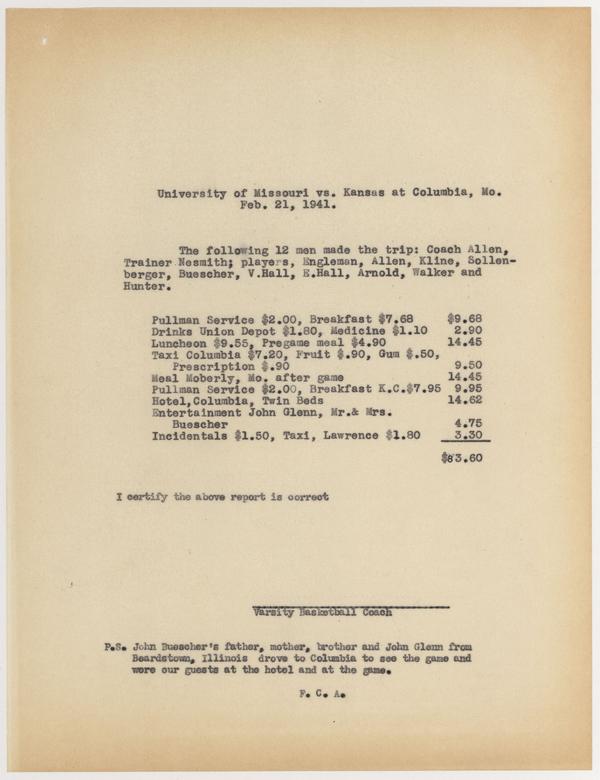 University of Missouri vs. Kansas at Columbia, Mo.
Feb. 21, 1941.
The following 12 men made the trip: Coach Allen,
Trainer Nesmith; players, Engleman, Allen, Kline, Sollen-
berger, Buescher, V.Hall, E.Hall, Arnold, Walker and
Hunter.
Pullman Service $2.00, Breakfast $7.68 $9.68
Drinks Union Depot $1.80, Medicine $1.10 2.90
Luncheon $9.55, Pregame meal $4.90 14.45
Taxi Columbia $7.20, Fruit $.90, Gum $.50,
Prescription $.90 9.50
Meal Moberly, Mo. after game 14.45
Pullman Service $2.00, Breakfast K.C.$7.95 9.95
Hotel,Columbia, Twin Beds 14.62
Entertainment John Glenn, Mr.& Mrs.
Buescher 4.75
Incidentals $1.50, Taxi, Lawrence $1.80 3.30
$83.60
I certify the above report is correct
Varsity Basketball Coach
P.S. John Buescher's father, mother, brother and John Glenn from
Beardstown, Illinois drove to Columbia to see the game and
were our guests at the hotel and at the game.
F. C. A.